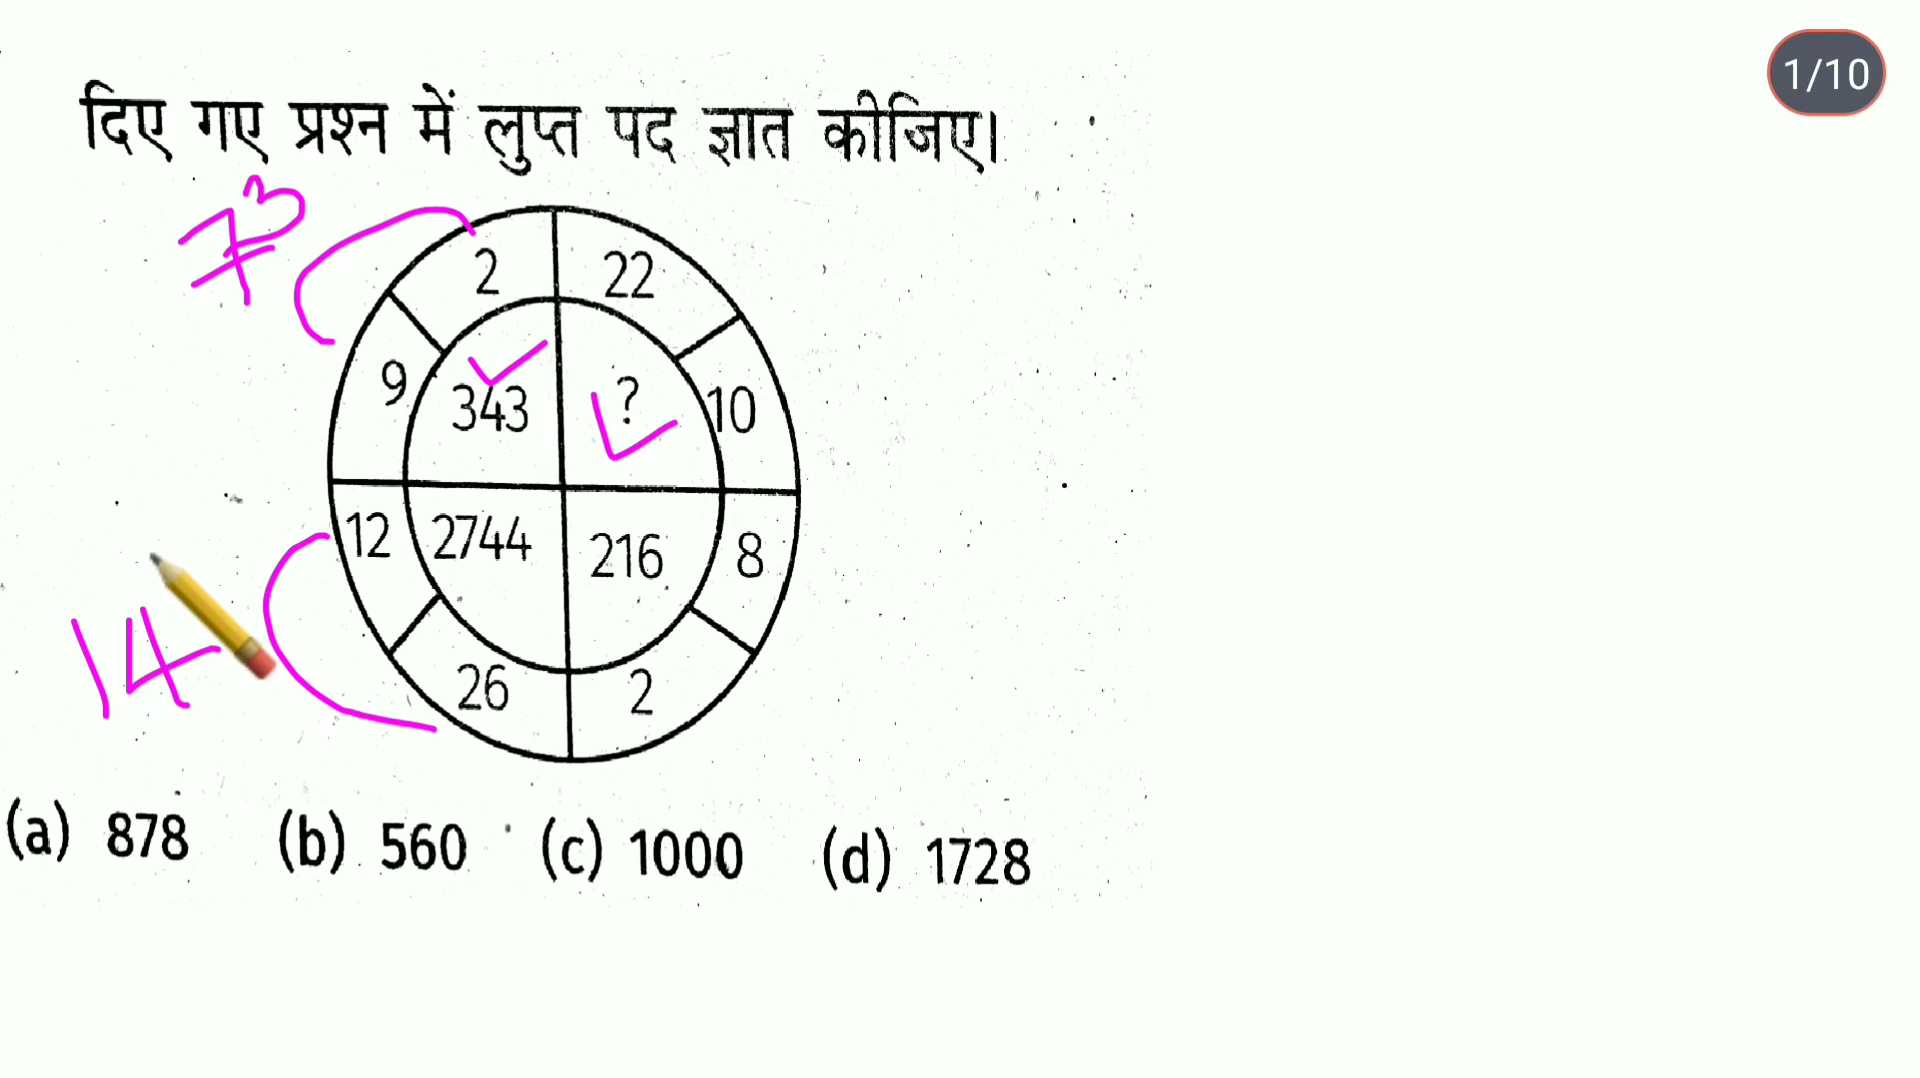 1/10
दिए गए प्रश्न में लुप्त पद ज्ञात कीजिए।
7³
2 22
9 343 ? 10
12 2744 216 8
14
26 2
(a) 878 (b) 560 (c) 1000 (d) 1728